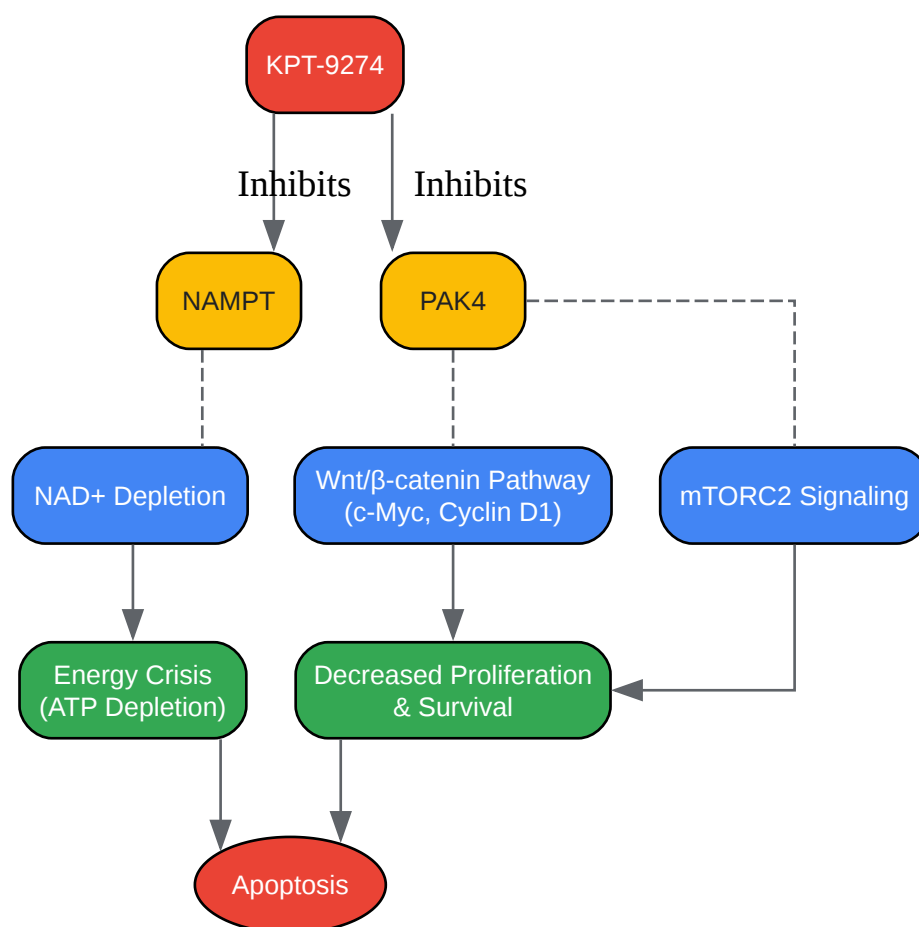 KPT-9274
Inhibits
Inhibits
NAMPT
PAK4
NAD+ Depletion
Wnt/β-catenin Pathway
(c-Myc, Cyclin D1)
mTORC2 Signaling
Energy Crisis
(ATP Depletion)
Decreased Proliferation
& Survival
Apoptosis